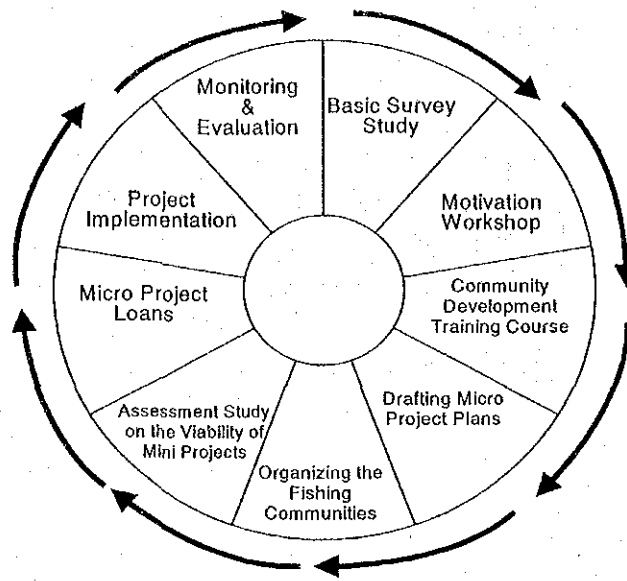 Basic Survey
Study
Motivation
Workshop
Community
Development
Training Course
Drafting Micro
Project Plans
Organizing the
Fishing
Communities
Assessment Study
on the Viability of
Mini Projects
Micro Project
Loans
Project
Implementation
Monitoring
&
Evaluation